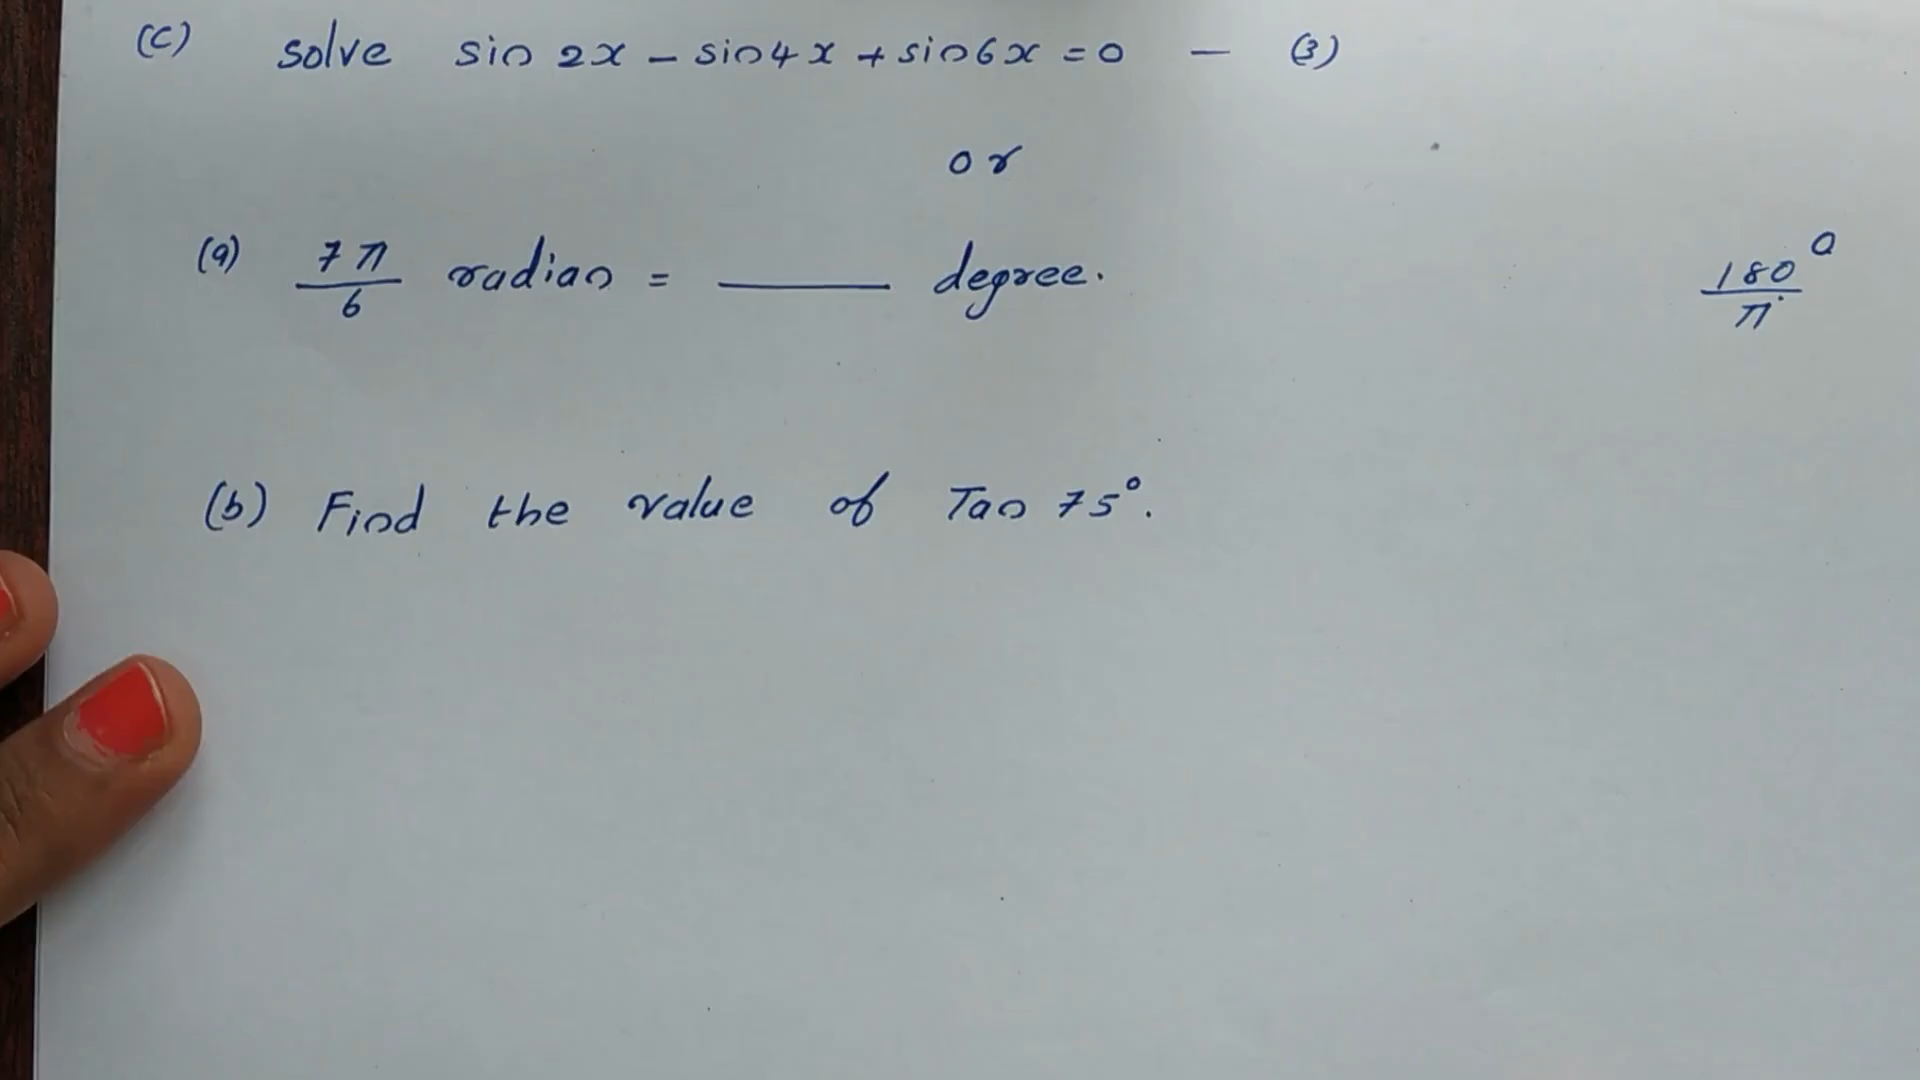 (C) solve sin 2x - sin4x + sin6x = 0 — (3)
or
(a) 7π/6 radian = ______ degree.
180°/π
(b) Find the value of Tan 75°.